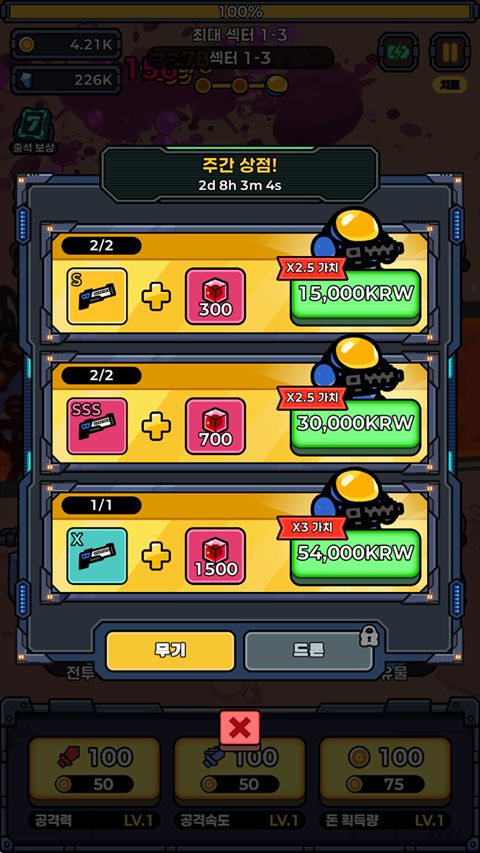 100%
최대 섹터 1-3
4.21K
섹터 1-3
226K
치트
7
출석 보상
주간 상점!
2d 8h 3m 4s
2/2
S
300
X2.5 가치
15,000KRW
2/2
SSS
700
X2.5 가치
30,000KRW
1/1
X
1500
X3 가치
54,000KRW
무기
드론
전투
유물
100
100
100
50
50
75
공격력 LV.1
공격속도 LV.1
돈 획득량 LV.1